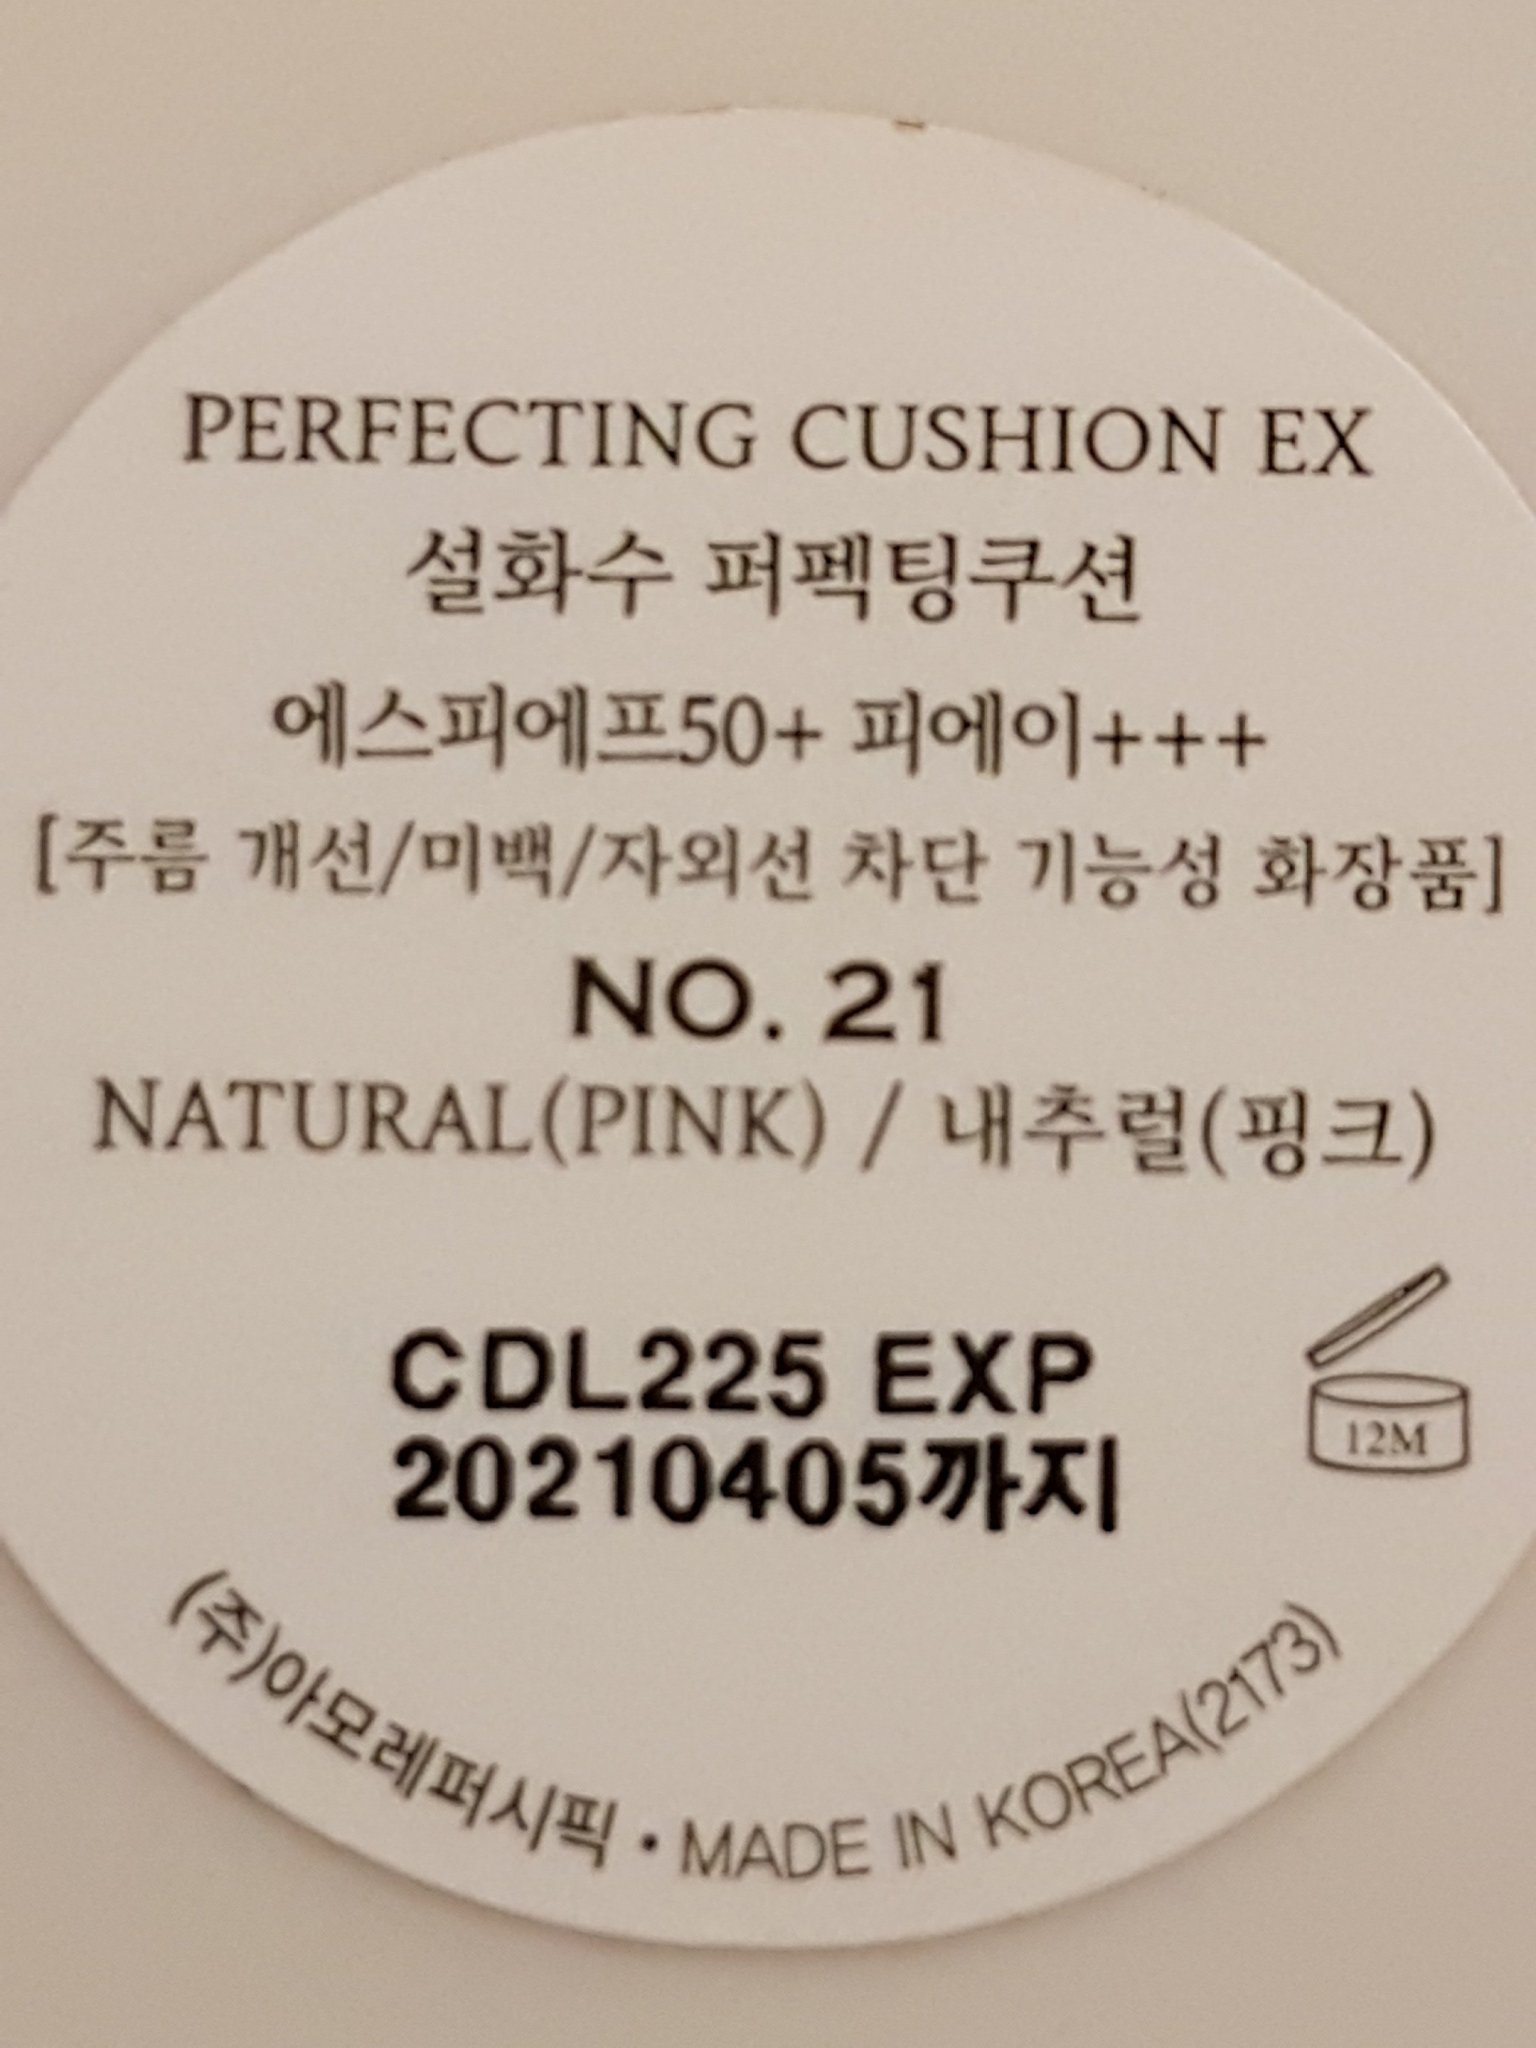 PERFECTING CUSHION EX
설화수 퍼펙팅쿠션
에스피에프50+ 피에이+++
[주름 개선/미백/자외선 차단 기능성 화장품]
NO. 21
NATURAL(PINK) / 내추럴(핑크)
CDL225 EXP
20210405까지
12M
(주)아모레퍼시픽 • MADE IN KOREA(2173)